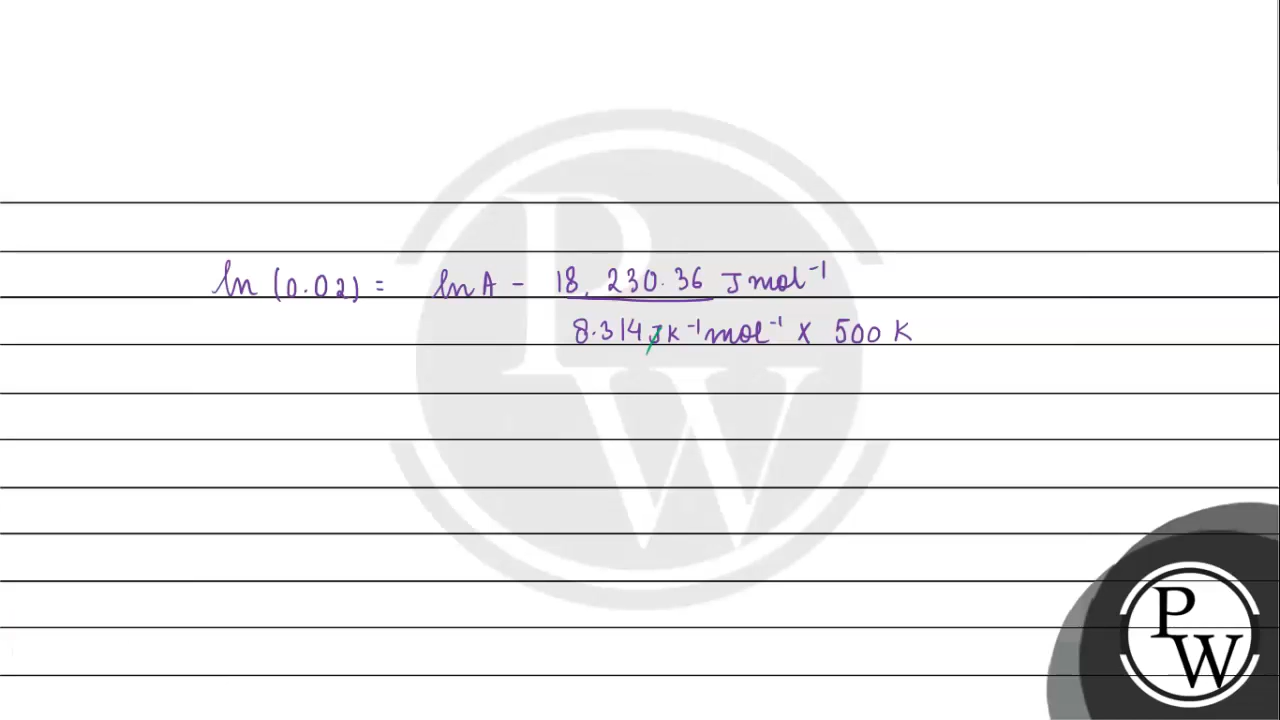 ln (0.02) = ln A - 18,230.36 J mol⁻¹
8.314 J K⁻¹ mol⁻¹ × 500 K
P
W
P
W